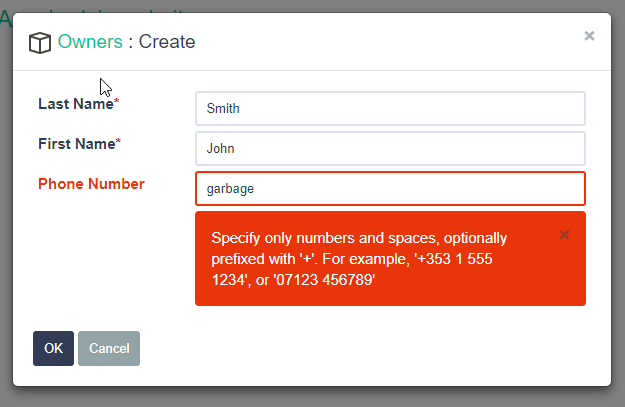 Owners : Create ×
Last Name* Smith
First Name* John
Phone Number garbage
Specify only numbers and spaces, optionally ×
prefixed with '+'. For example, '+353 1 555
1234', or '07123 456789'
OK Cancel